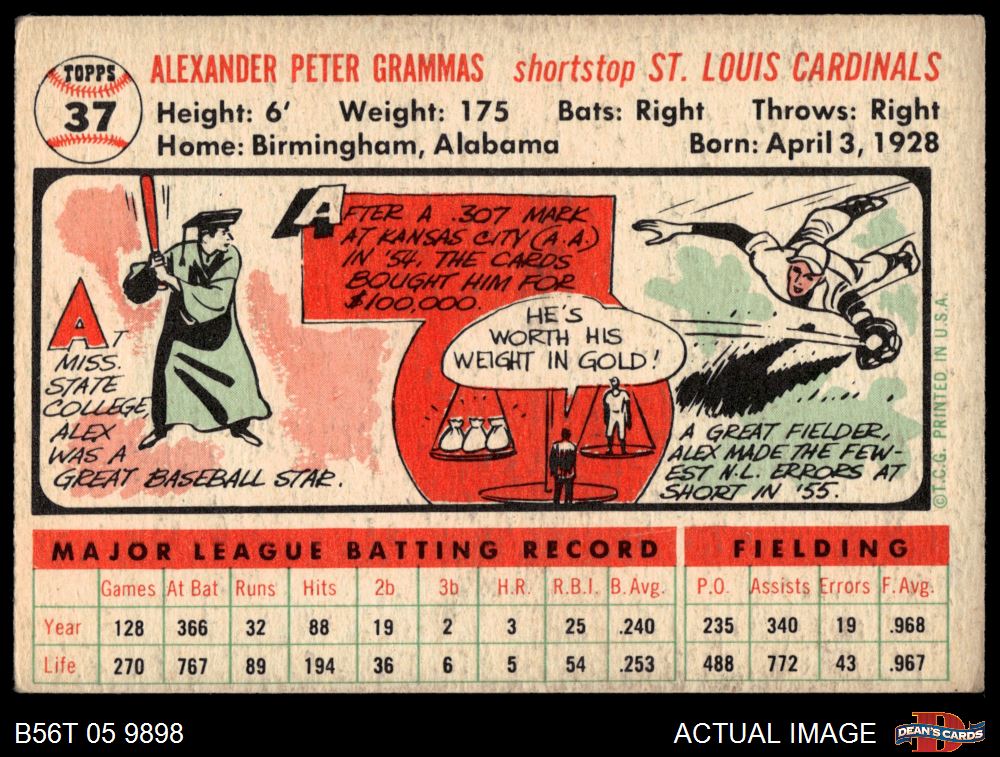 TOPPS
37
ALEXANDER PETER GRAMMAS shortstop ST. LOUIS CARDINALS
Height: 6' Weight: 175 Bats: Right Throws: Right
Home: Birmingham, Alabama Born: April 3, 1928
AT
MISS.
STATE
COLLEGE,
ALEX
WAS A
GREAT BASEBALL STAR.
AFTER A .307 MARK
AT KANSAS CITY (A.A.)
IN '54, THE CARDS
BOUGHT HIM FOR
$100,000.
HE'S
WORTH HIS
WEIGHT IN GOLD!
A GREAT FIELDER,
ALEX MADE THE FEW-
EST N.L. ERRORS AT
SHORT IN '55.
©T.C.G. PRINTED IN U.S.A.
MAJOR LEAGUE BATTING RECORD FIELDING
Games At Bat Runs Hits 2b 3b H.R. R.B.I. B. Avg. P.O. Assists Errors F. Avg.
Year 128 366 32 88 19 2 3 25 .240 235 340 19 .968
Life 270 767 89 194 36 6 5 54 .253 488 772 43 .967
B56T 05 9898 ACTUAL IMAGE
D
DEAN'S CARDS